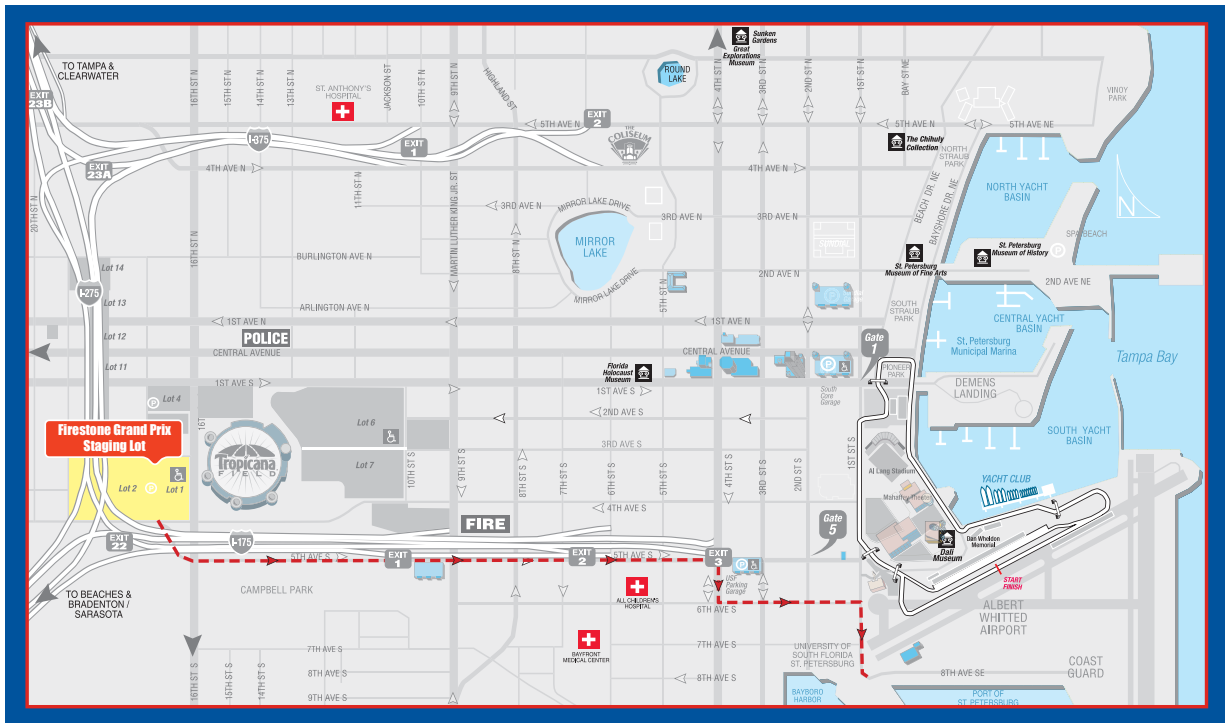 TO TAMPA &
CLEARWATER
EXIT
23B
16TH ST N
15TH ST N
14TH ST N
13TH ST N
ST. ANTHONY'S
HOSPITAL
JACKSON ST
10TH ST N
9TH ST N
HIGHLAND ST
ROUND
LAKE
4TH ST N
Sunken
Gardens
Great
Explorations
Museum
3RD ST N
2ND ST N
1ST ST N
BAY ST NE
VINOY
PARK
I-375
EXIT
1
EXIT
2
5TH AVE N
THE
COLISEUM
5TH AVE N
5TH AVE NE
The Chihuly
Collection
NORTH
STRAUB
PARK
EXIT
23A
4TH AVE N
4TH AVE N
20TH ST N
11TH ST N
MARTIN LUTHER KING JR. ST
3RD AVE N
MIRROR LAKE DRIVE
3RD AVE N
3RD AVE N
BEACH DR. NE
BAYSHORE DR. NE
NORTH YACHT
BASIN
16TH ST N
8TH ST N
MIRROR
LAKE
SUNDIAL
SPA BEACH
P
St. Petersburg
Museum of History
St. Petersburg
Museum of Fine Arts
BURLINGTON AVE N
MIRROR LAKE DRIVE
2ND AVE N
2ND AVE NE
Lot 14
I-275
Lot 13
ARLINGTON AVE N
5TH ST N
P
SOUTH
STRAUB
PARK
CENTRAL YACHT
BASIN
1ST AVE N
1ST AVE N
Lot 12
POLICE
CENTRAL AVENUE
CENTRAL AVENUE
Gate
1
St. Petersburg
Municipal Marina
Tampa Bay
Lot 11
Florida
Holocaust
Museum
P
South
Core
Garage
PIONEER
PARK
1ST AVE S
1ST AVE S
DEMENS
LANDING
P
Lot 4
16T
2ND AVE S
Lot 6
Firestone Grand Prix
Staging Lot
3RD AVE S
1ST ST S
SOUTH YACHT
BASIN
Tropicana
FIELD
Lot 7
10TH ST S
9TH ST S
8TH ST S
7TH ST S
6TH ST S
5TH ST S
4TH ST S
3RD ST S
2ND ST S
Al Lang Stadium
YACHT CLUB
Lot 2
P
Lot 1
Mahaffey Theater
4TH AVE S
FIRE
Gate
5
Dali
Museum
Dan Wheldon
Memorial
EXIT
22
I-175
5TH AVE S
EXIT
1
EXIT
2
5TH AVE S
EXIT
3
P
USF
Parking
Garage
START
FINISH
TO BEACHES &
BRADENTON /
SARASOTA
CAMPBELL PARK
ALL CHILDREN'S
HOSPITAL
6TH AVE S
ALBERT
WHITTED
AIRPORT
BAYFRONT
MEDICAL CENTER
7TH AVE S
7TH AVE S
UNIVERSITY OF
SOUTH FLORIDA
ST. PETERSBURG
16TH ST S
15TH ST S
14TH ST S
8TH AVE S
8TH AVE S
8TH AVE SE
COAST
GUARD
9TH AVE S
BAYBORO
HARBOR
PORT OF
ST. PETERSBURG